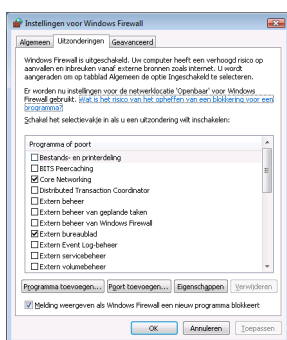 Instellingen voor Windows Firewall
Algemeen Uitzonderingen Geavanceerd
Windows Firewall is uitgeschakeld. Uw computer heeft een verhoogd risico op
aanvallen en inbreuken vanaf externe bronnen zoals internet. U wordt
aangeraden om op tabblad Algemeen de optie Ingeschakeld te selecteren.
Er worden nu instellingen voor de netwerklocatie 'Openbaar' voor Windows
Firewall gebruikt. Wat is het risico van het opheffen van een blokkering voor een
programma?
Schakel het selectievakje in als u een uitzondering wilt inschakelen:
Programma of poort
Bestands- en printerdeling
BITS Peercaching
Core Networking
Distributed Transaction Coordinator
Extern beheer
Extern beheer van geplande taken
Extern beheer van Windows Firewall
Extern bureaublad
Extern Event Log-beheer
Extern servicebeheer
Extern volumebeheer
Programma toevoegen... Poort toevoegen... Eigenschappen Verwijderen
Melding weergeven als Windows Firewall een nieuw programma blokkeert
OK Annuleren Toepassen